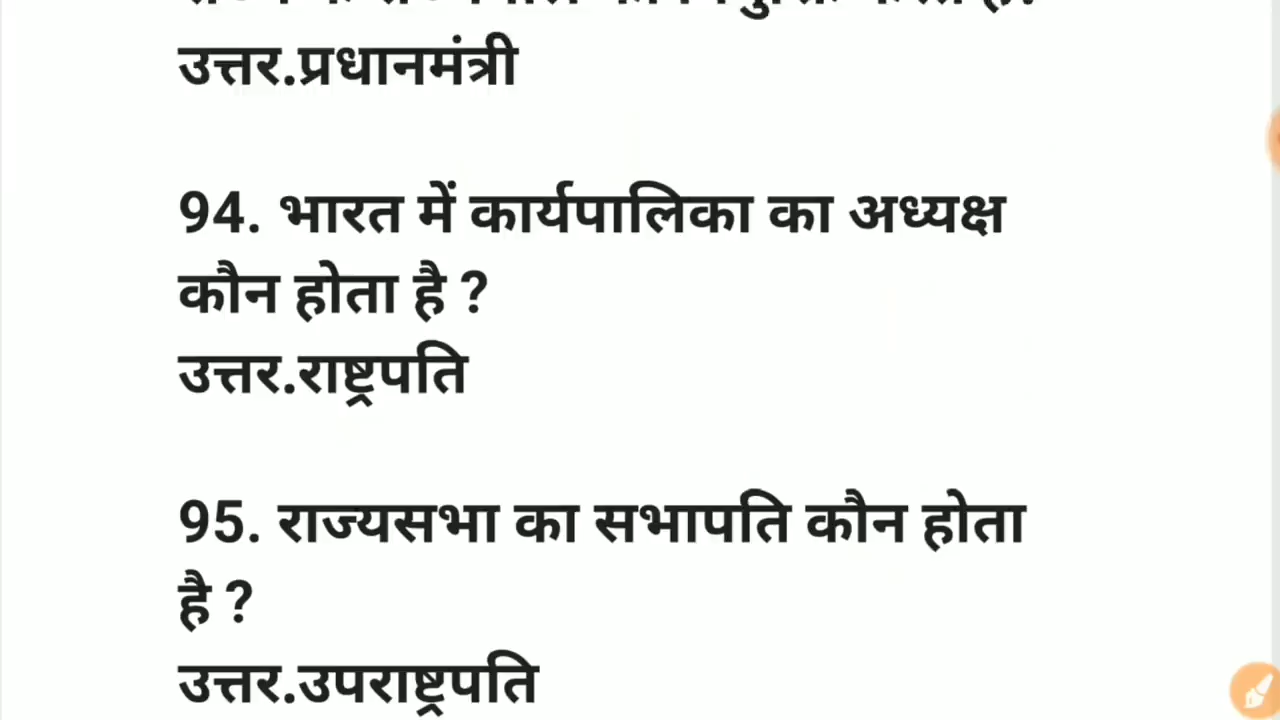 उत्तर.प्रधानमंत्री
94. भारत में कार्यपालिका का अध्यक्ष
कौन होता है ?
उत्तर.राष्ट्रपति
95. राज्यसभा का सभापति कौन होता
है ?
उत्तर.उपराष्ट्रपति